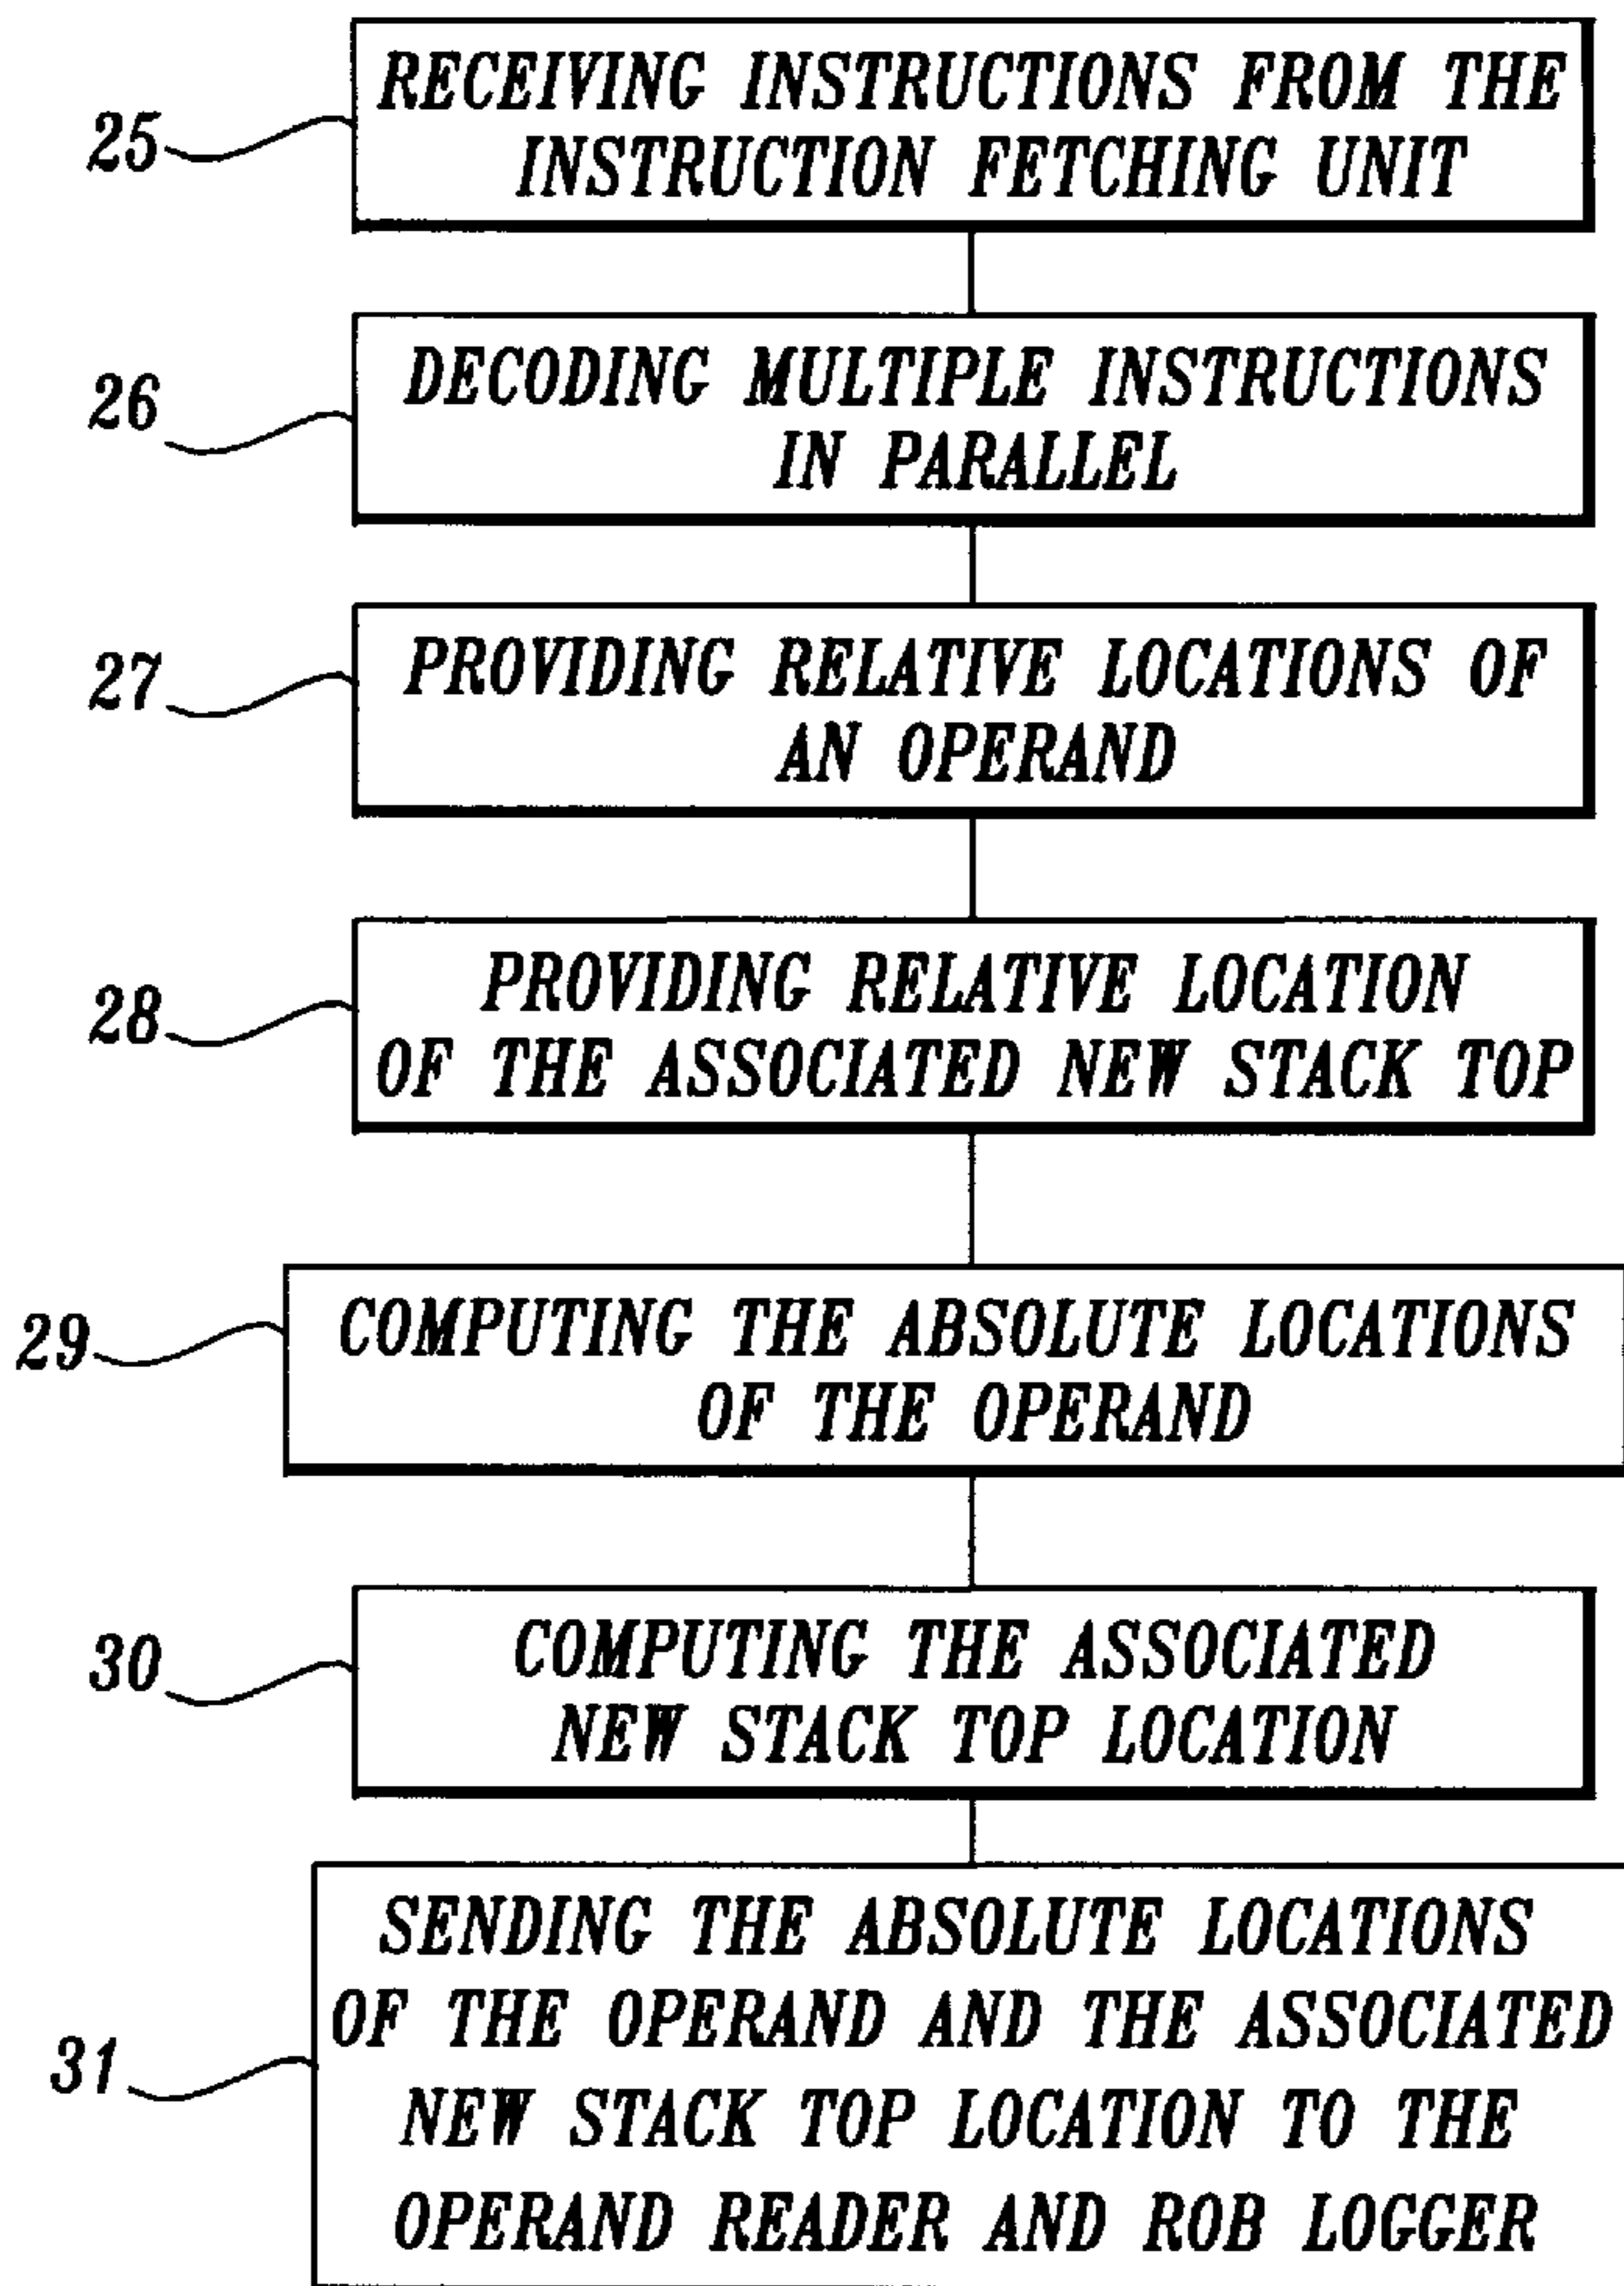 25
RECEIVING INSTRUCTIONS FROM THE
INSTRUCTION FETCHING UNIT
26
DECODING MULTIPLE INSTRUCTIONS
IN PARALLEL
27
PROVIDING RELATIVE LOCATIONS OF
AN OPERAND
28
PROVIDING RELATIVE LOCATION
OF THE ASSOCIATED NEW STACK TOP
29
COMPUTING THE ABSOLUTE LOCATIONS
OF THE OPERAND
30
COMPUTING THE ASSOCIATED
NEW STACK TOP LOCATION
31
SENDING THE ABSOLUTE LOCATIONS
OF THE OPERAND AND THE ASSOCIATED
NEW STACK TOP LOCATION TO THE
OPERAND READER AND ROB LOGGER